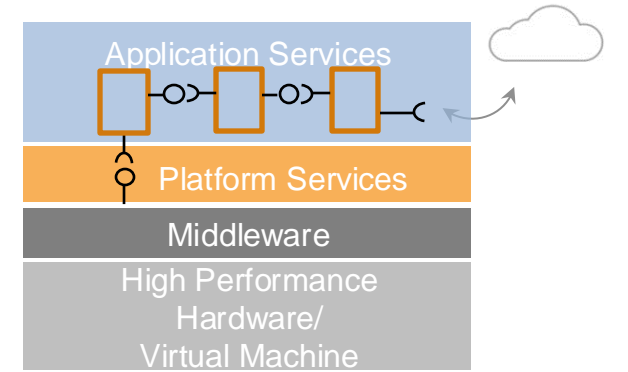 Application Services
Platform Services
Middleware
High Performance
Hardware/
Virtual Machine